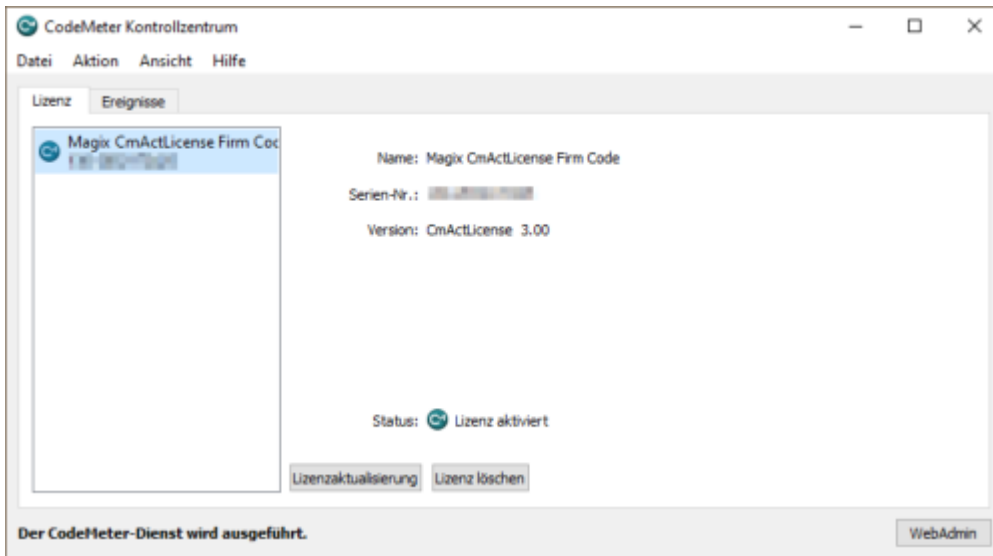 CodeMeter Kontrollzentrum
Datei Aktion Ansicht Hilfe
Lizenz Ereignisse
Magix CmActLicense Firm Coc
Name: Magix CmActLicense Firm Code
Serien-Nr.:
Version: CmActLicense 3.00
Status: Lizenz aktiviert
Lizenzaktualisierung Lizenz löschen
Der CodeMeter-Dienst wird ausgeführt.
WebAdmin